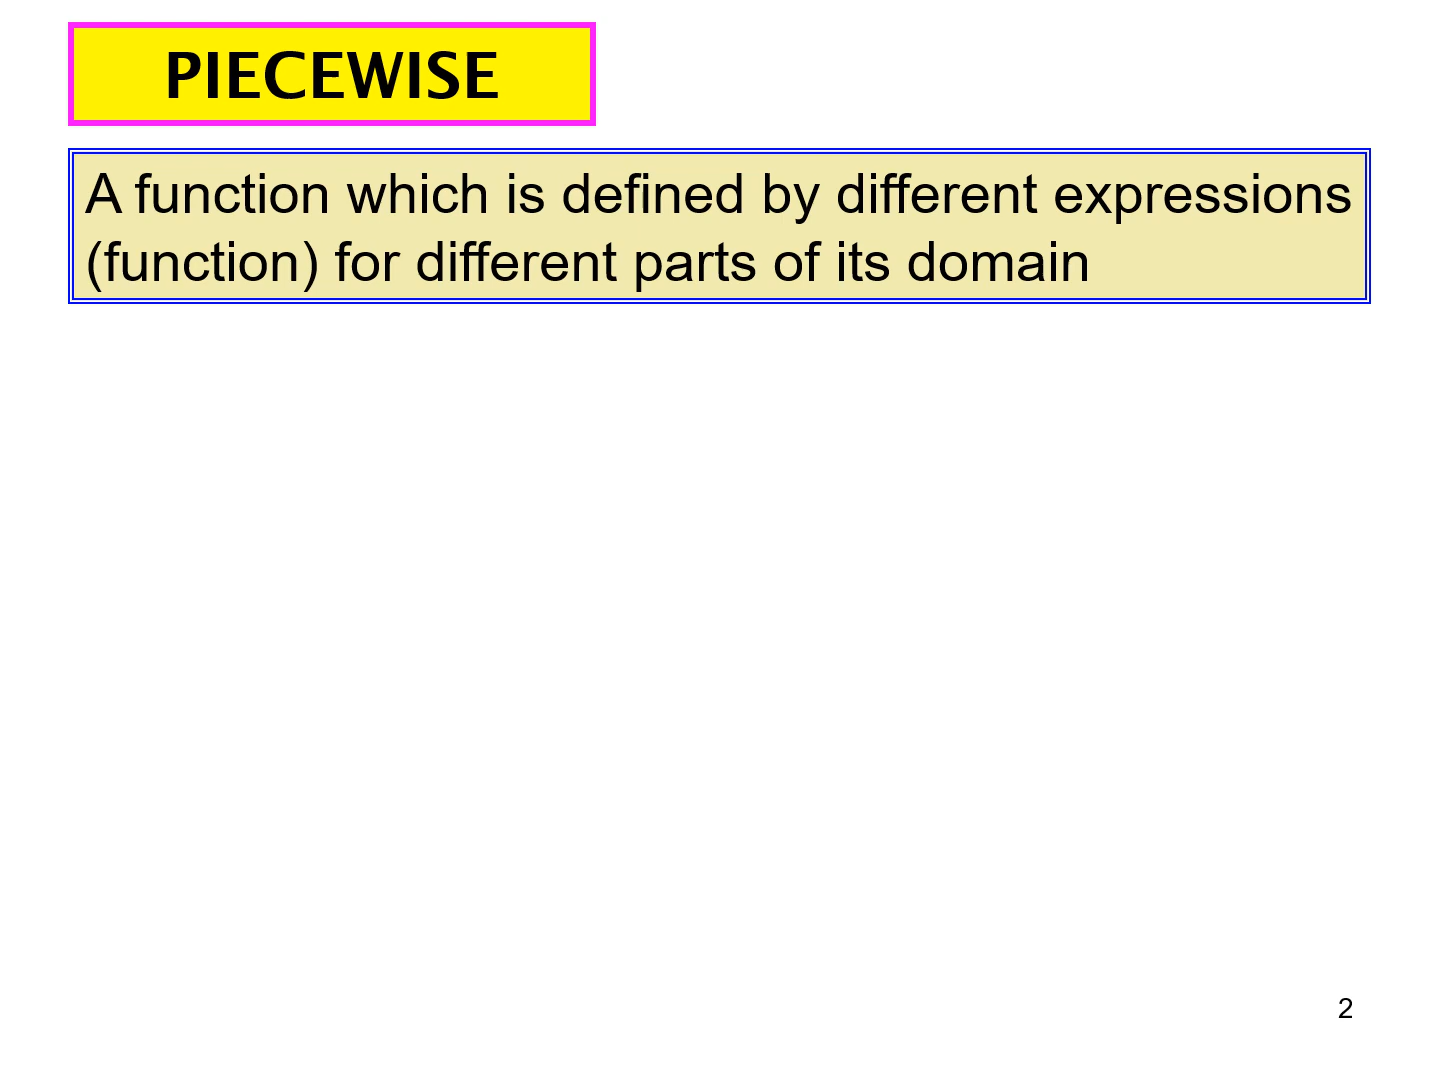 PIECEWISE
A function which is defined by different expressions
(function) for different parts of its domain
2